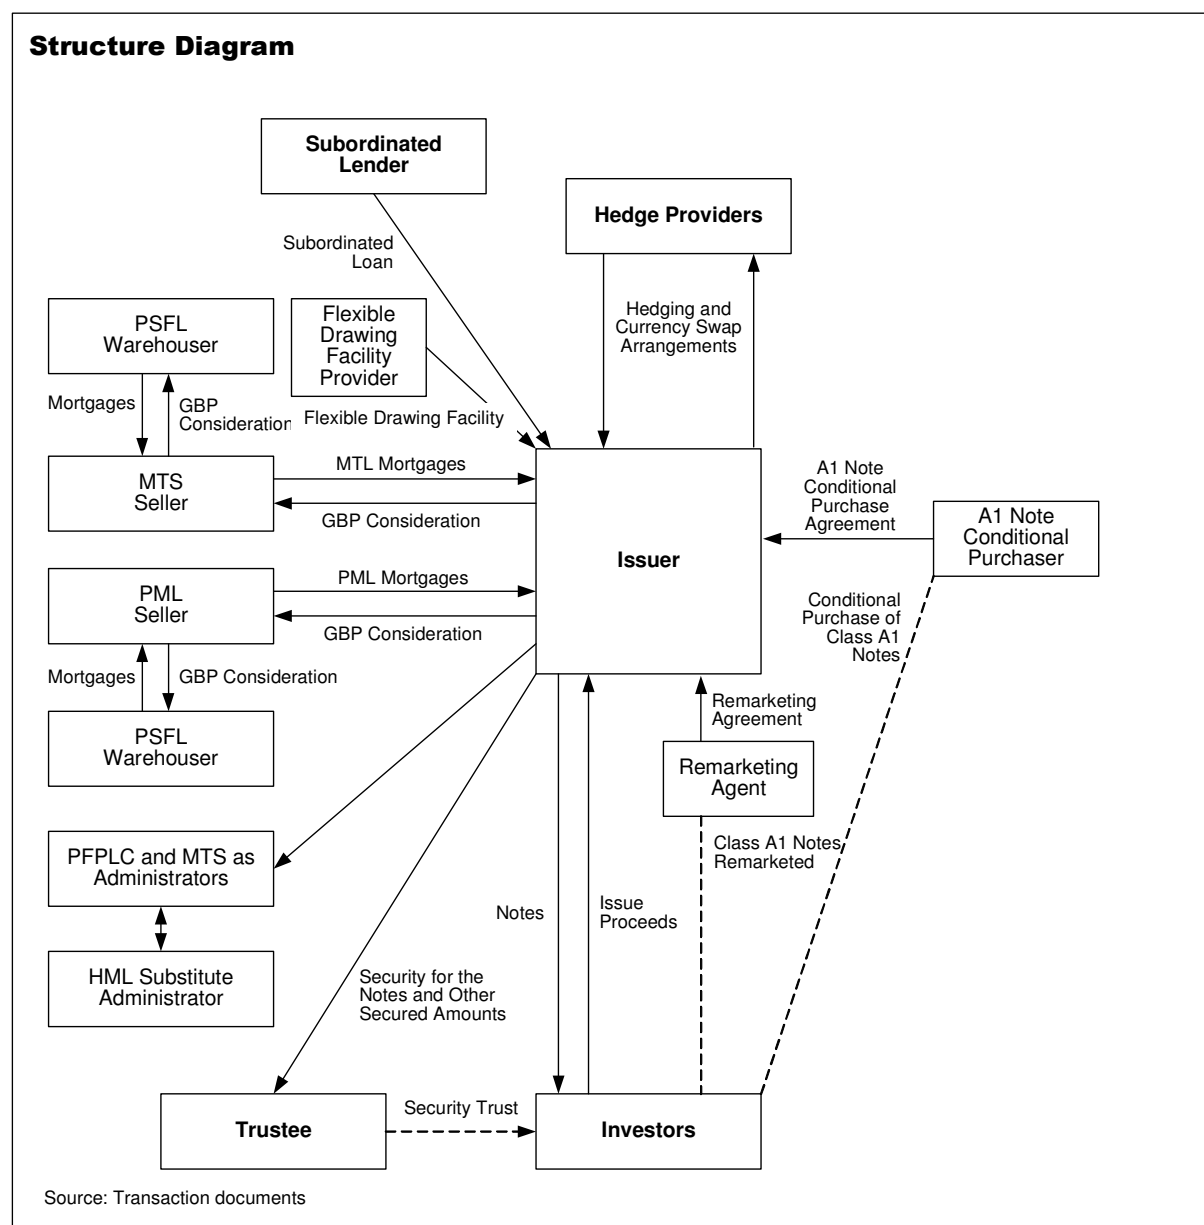 Structure Diagram
Subordinated
Lender
Hedge Providers
Subordinated
Loan
Hedging and
Currency Swap
Arrangements
PSFL
Warehouser
Flexible
Drawing
Facility
Provider
Mortgages
GBP
Consideration
Flexible Drawing Facility
MTS
Seller
MTL Mortgages
GBP Consideration
A1 Note
Conditional
Purchase
Agreement
A1 Note
Conditional
Purchaser
Issuer
PML
Seller
PML Mortgages
GBP Consideration
Conditional
Purchase of
Class A1
Notes
Mortgages
GBP Consideration
PSFL
Warehouser
Remarketing
Agreement
Remarketing
Agent
PFPLC and MTS as
Administrators
Class A1 Notes
Remarketed
Notes
Issue
Proceeds
HML Substitute
Administrator
Security for the
Notes and Other
Secured Amounts
Trustee
Security Trust
Investors
Source: Transaction documents